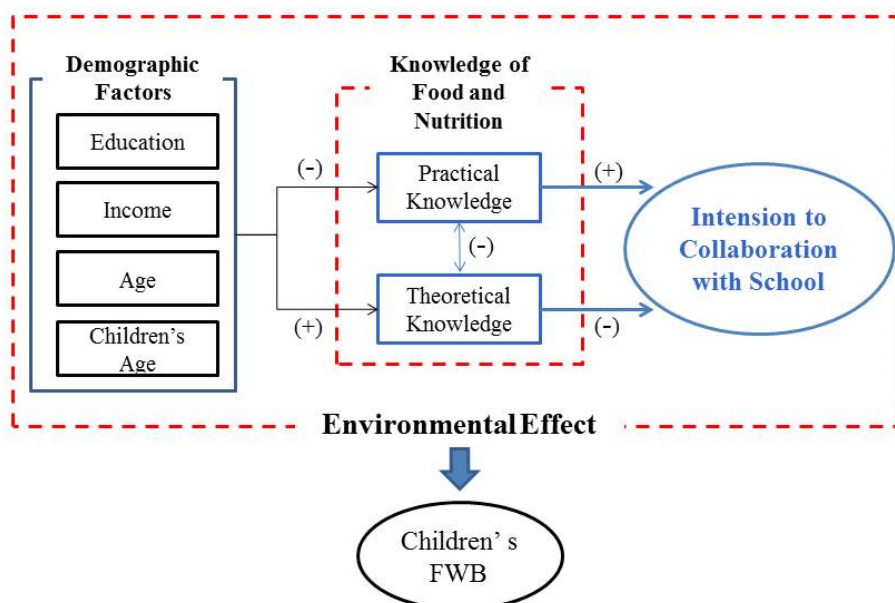 Demographic
Factors
Education
Income
Age
Children's
Age
(-)
(+)
Knowledge of
Food and
Nutrition
Practical
Knowledge
(-)
Theoretical
Knowledge
(+)
(-)
Intension to
Collaboration
with School
Environmental Effect
Children’ s
FWB